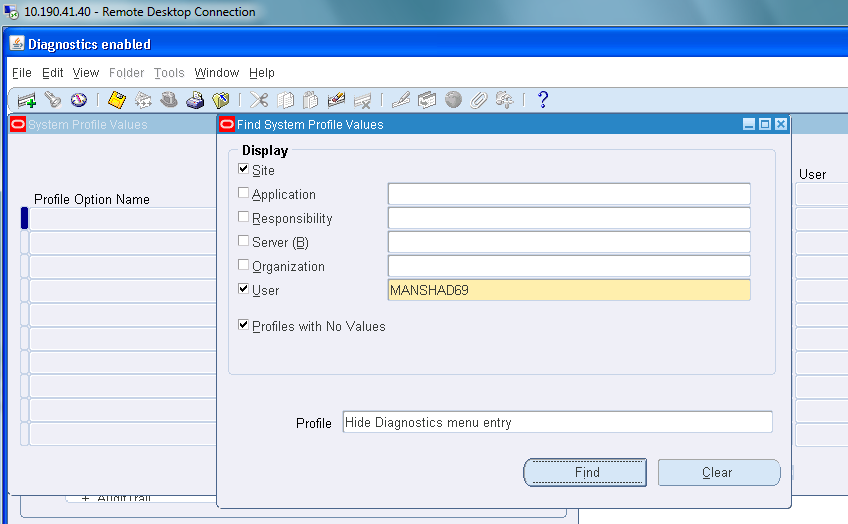 10.190.41.40 - Remote Desktop Connection
Diagnostics enabled
File Edit View Folder Tools Window Help
?
System Profile Values
Find System Profile Values
Display
Site
Application
Responsibility
Server (B)
Organization
User MANSHAD69
Profiles with No Values
Profile Hide Diagnostics menu entry
Find Clear
Profile Option Name
User
+ AuditTrail